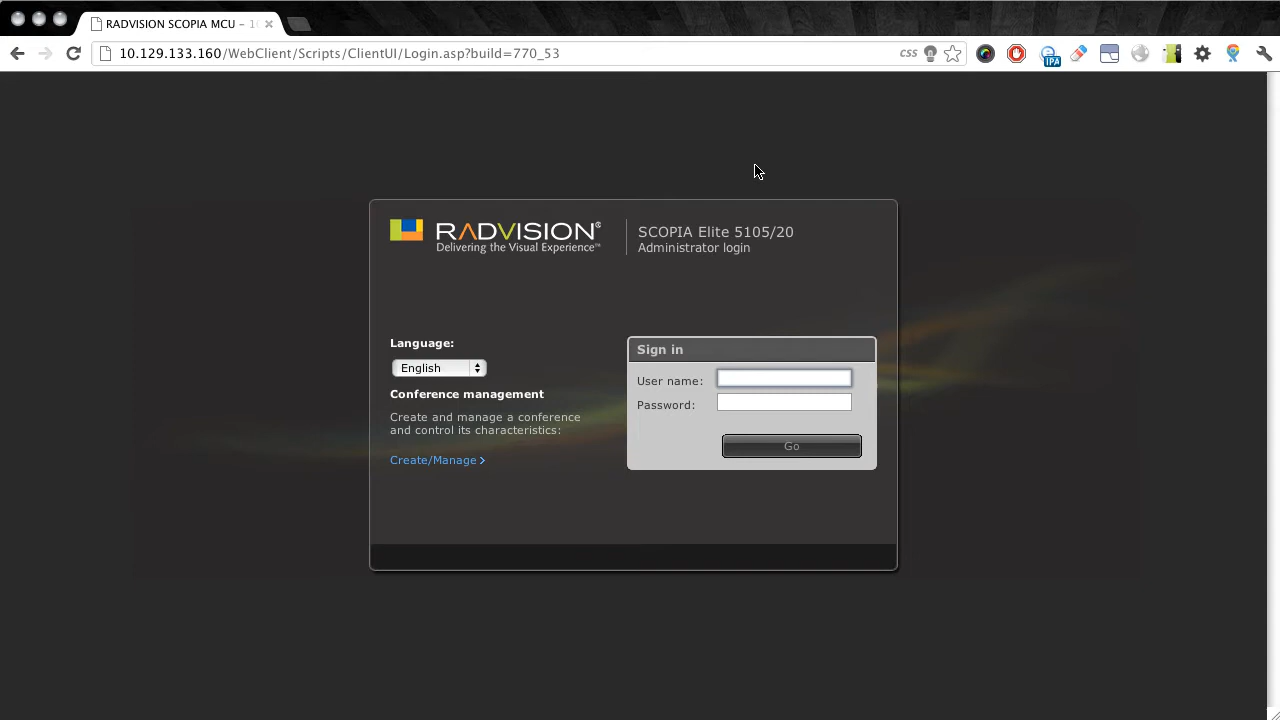 RADVISION SCOPIA MCU – 1
10.129.133.160/WebClient/Scripts/ClientUI/Login.asp?build=770_53
CSS
IPA
RADVISION®
Delivering the Visual Experience™
SCOPIA Elite 5105/20
Administrator login
Language:
English
Conference management
Create and manage a conference
and control its characteristics:
Create/Manage >
Sign in
User name:
Password:
Go